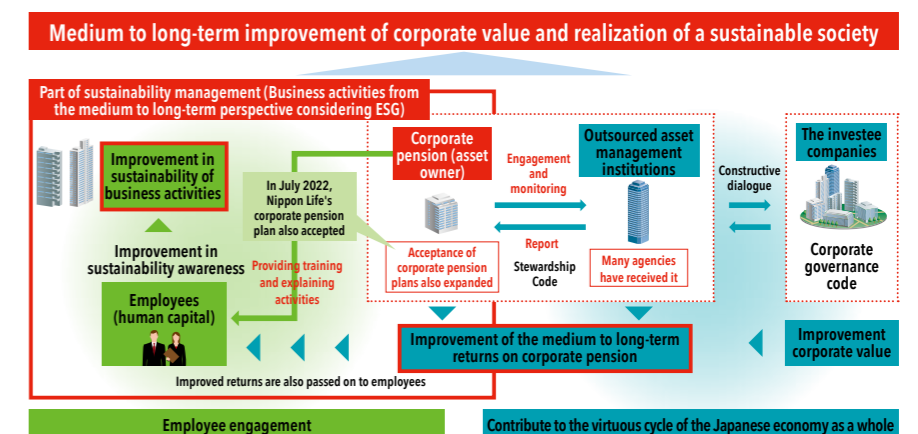 Medium to long-term improvement of corporate value and realization of a sustainable society
Part of sustainability management (Business activities from
the medium to long-term perspective considering ESG)
Improvement in
sustainability of
business activities
In July 2022,
Nippon Life's
corporate pension
plan also accepted
Corporate
pension (asset
owner)
Engagement
and
monitoring
Outsourced asset
management
institutions
Constructive
dialogue
The investee
companies
Improvement in
sustainability awareness
Providing training
and explaining
activities
Acceptance of
corporate pension
plans also expanded
Report
Stewardship
Code
Many agencies
have received it
Corporate
governance
code
Employees
(human capital)
Improvement of the medium to long-term
returns on corporate pension
Improvement
corporate value
Improved returns are also passed on to employees
Employee engagement
Contribute to the virtuous cycle of the Japanese economy as a whole